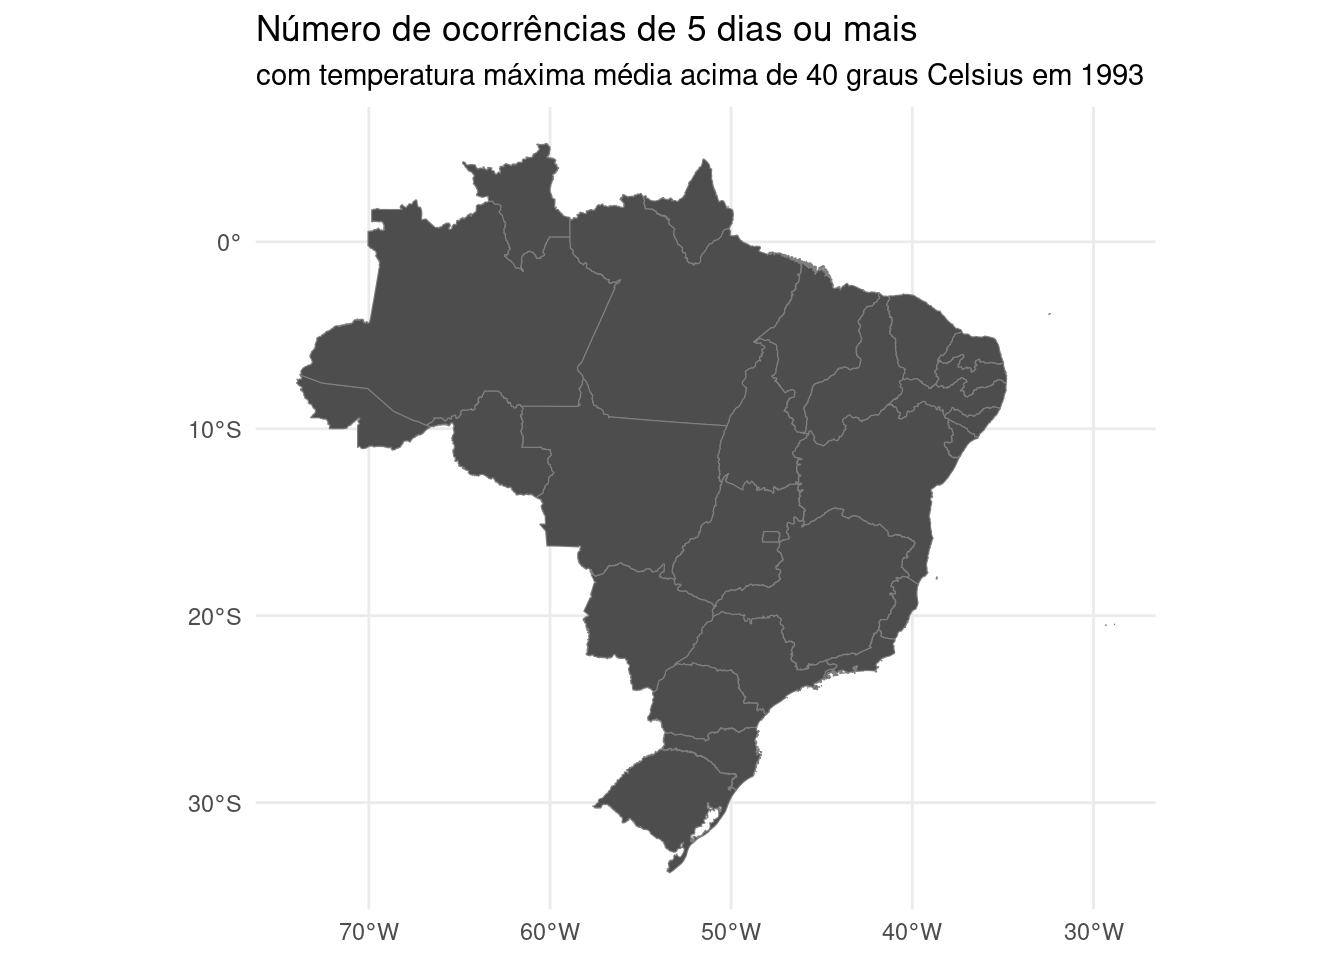 Número de ocorrências de 5 dias ou mais
com temperatura máxima média acima de 40 graus Celsius em 1993
0°
10°S
20°S
30°S
70°W 60°W 50°W 40°W 30°W